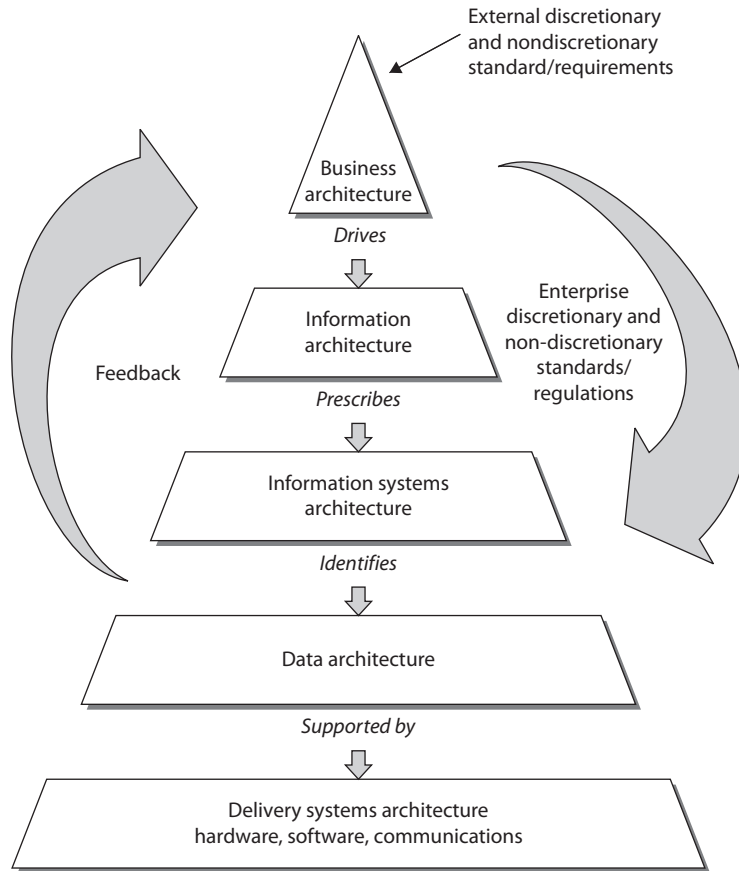 External discretionary
and nondiscretionary
standard/requirements
Business
architecture
Drives
Information
architecture
Enterprise
discretionary and
non-discretionary
standards/
regulations
Feedback
Prescribes
Information systems
architecture
Identifies
Data architecture
Supported by
Delivery systems architecture
hardware, software, communications